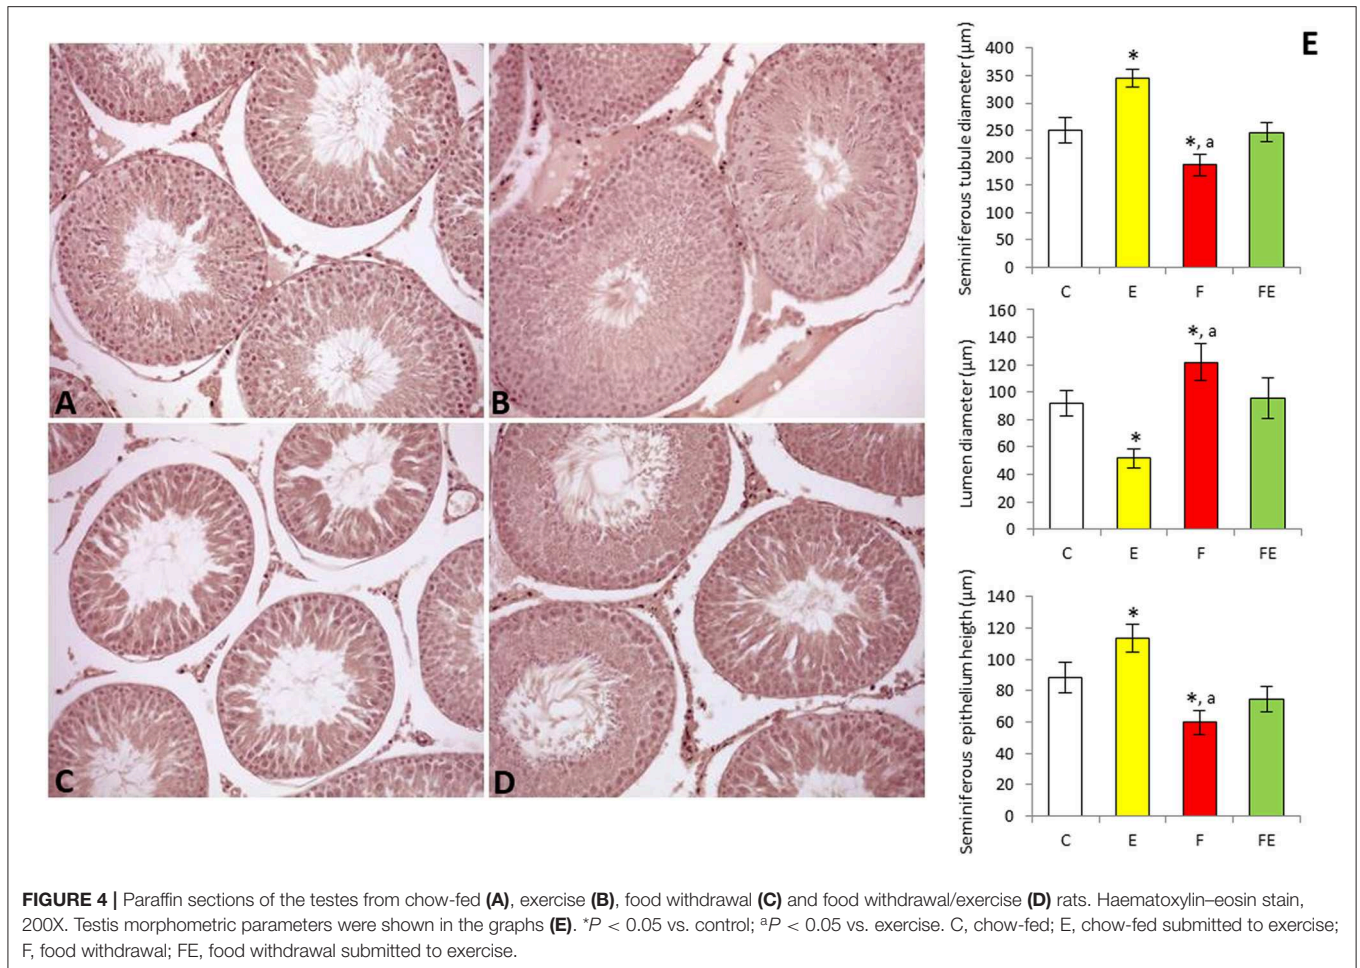 A
B
C
D
E
Seminiferous tubule diameter (µm)
400
350
300
250
200
150
100
50
0
*
*, a
C E F FE
Lumen diameter (µm)
160
140
120
100
80
60
40
20
0
*
*, a
C E F FE
Seminiferous epithelium heigth (µm)
140
120
100
80
60
40
20
0
*
*, a
C E F FE
FIGURE 4 | Paraffin sections of the testes from chow-fed (A), exercise (B), food withdrawal (C) and food withdrawal/exercise (D) rats. Haematoxylin–eosin stain,
200X. Testis morphometric parameters were shown in the graphs (E). *P < 0.05 vs. control; aP < 0.05 vs. exercise. C, chow-fed; E, chow-fed submitted to exercise;
F, food withdrawal; FE, food withdrawal submitted to exercise.